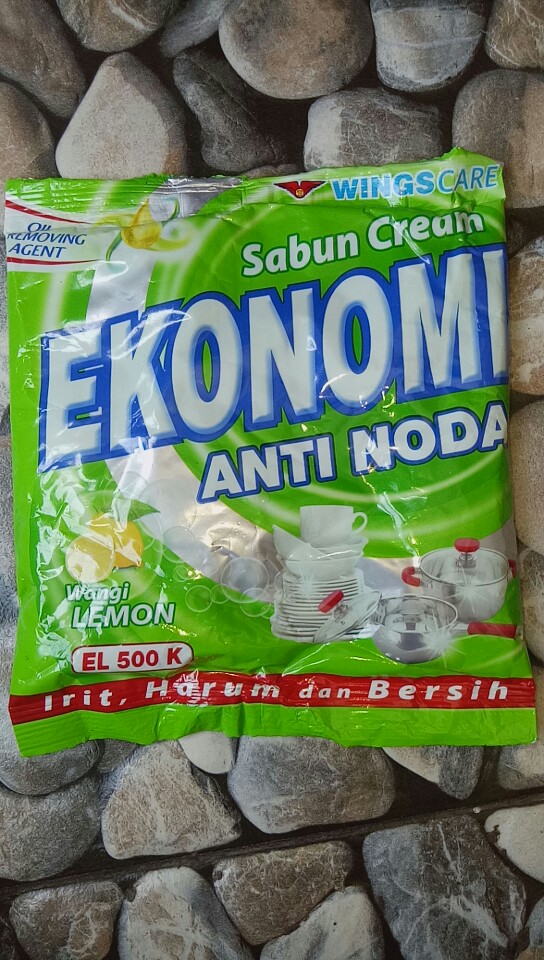 WINGSCARE
OIL
REMOVING
AGENT
Sabun Cream
EKONOMI
ANTI NODA
Wangi
LEMON
EL 500 K
Irit, Harum dan Bersih